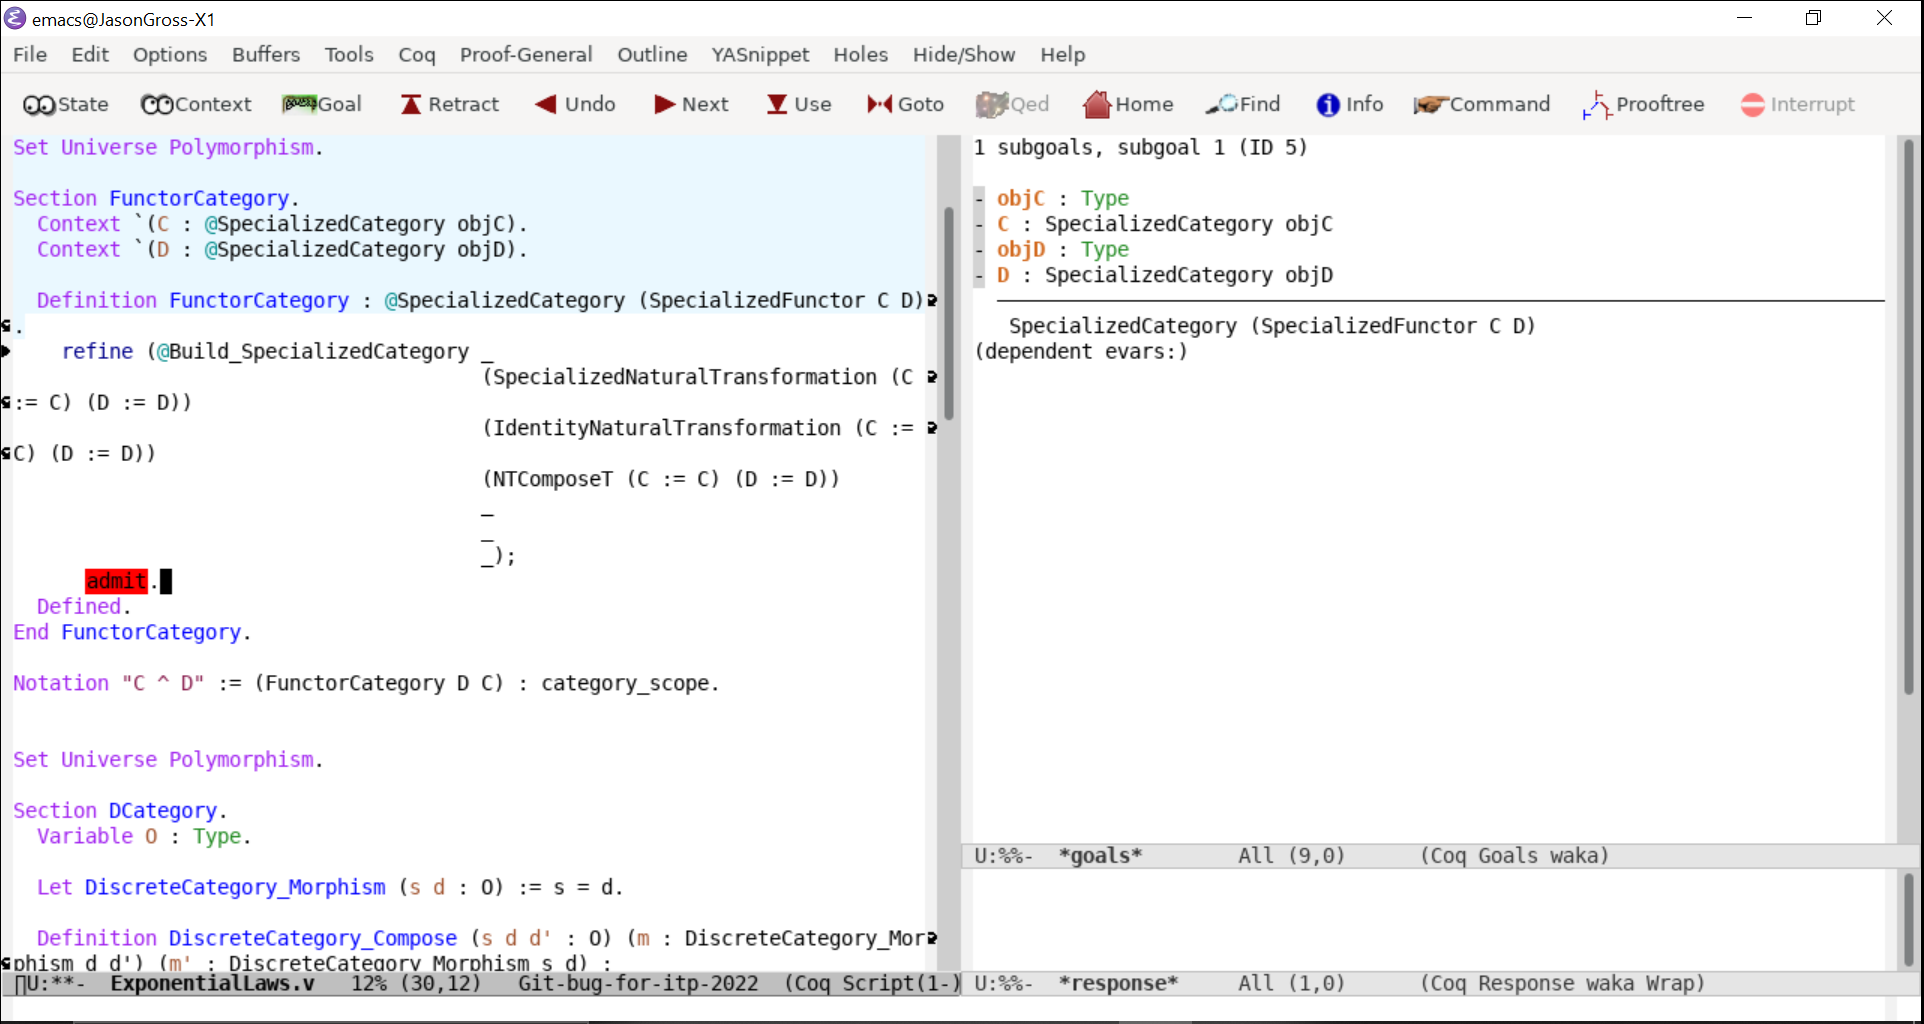 emacs@JasonGross-X1
File Edit Options Buffers Tools Coq Proof-General Outline YASnippet Holes Hide/Show Help
State Context Goal Retract Undo Next Use Goto Qed Home Find Info Command Prooftree Interrupt
Set Universe Polymorphism.
Section FunctorCategory.
Context `(C : @SpecializedCategory objC).
Context `(D : @SpecializedCategory objD).
Definition FunctorCategory : @SpecializedCategory (SpecializedFunctor C D)
.
refine (@Build_SpecializedCategory _
(SpecializedNaturalTransformation (C
:= C) (D := D))
(IdentityNaturalTransformation (C :=
C) (D := D))
(NTComposeT (C := C) (D := D))
_
_
_);
admit.
Defined.
End FunctorCategory.
Notation "C ^ D" := (FunctorCategory D C) : category_scope.
Set Universe Polymorphism.
Section DCategory.
Variable O : Type.
Let DiscreteCategory_Morphism (s d : O) := s = d.
Definition DiscreteCategory_Compose (s d d' : O) (m : DiscreteCategory_Mor
phism d d') (m' : DiscreteCategory_Morphism s d) :
U:**- ExponentialLaws.v 12% (30,12) Git-bug-for-itp-2022 (Coq Script(1-)
1 subgoals, subgoal 1 (ID 5)
- objC : Type
- C : SpecializedCategory objC
- objD : Type
- D : SpecializedCategory objD
SpecializedCategory (SpecializedFunctor C D)
(dependent evars:)
U:%%- *goals* All (9,0) (Coq Goals waka)
U:%%- *response* All (1,0) (Coq Response waka Wrap)